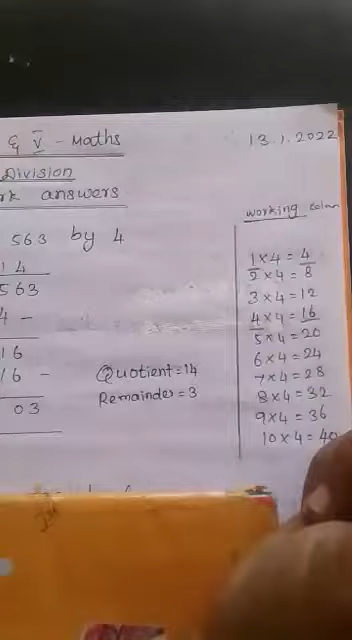 & V - Maths
13.1.2022
Division
rk answers
563 by 4
working colum
14
563
4 -
16
16 -
03
Quotient=14
Remainder=3
1x4 = 4
2x4 = 8
3x4=12
4x4=16
5x4=20
6x4=24
7x4=28
8x4=32
9x4=36
10x4=40